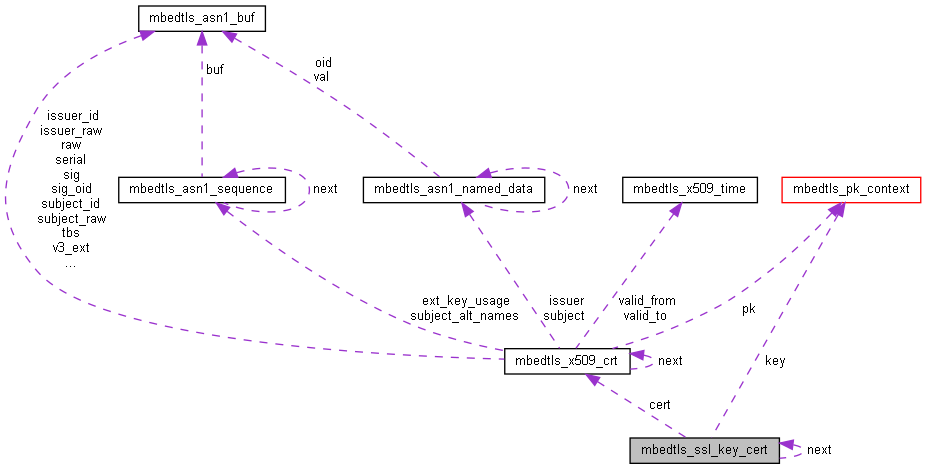 mbedtls_asn1_buf
buf
oid
val
issuer_id
issuer_raw
raw
serial
sig
sig_oid
subject_id
subject_raw
tbs
v3_ext
...
mbedtls_asn1_sequence
next
mbedtls_asn1_named_data
next
mbedtls_x509_time
mbedtls_pk_context
ext_key_usage
subject_alt_names
issuer
subject
valid_from
valid_to
pk
mbedtls_x509_crt
next
key
cert
mbedtls_ssl_key_cert
next